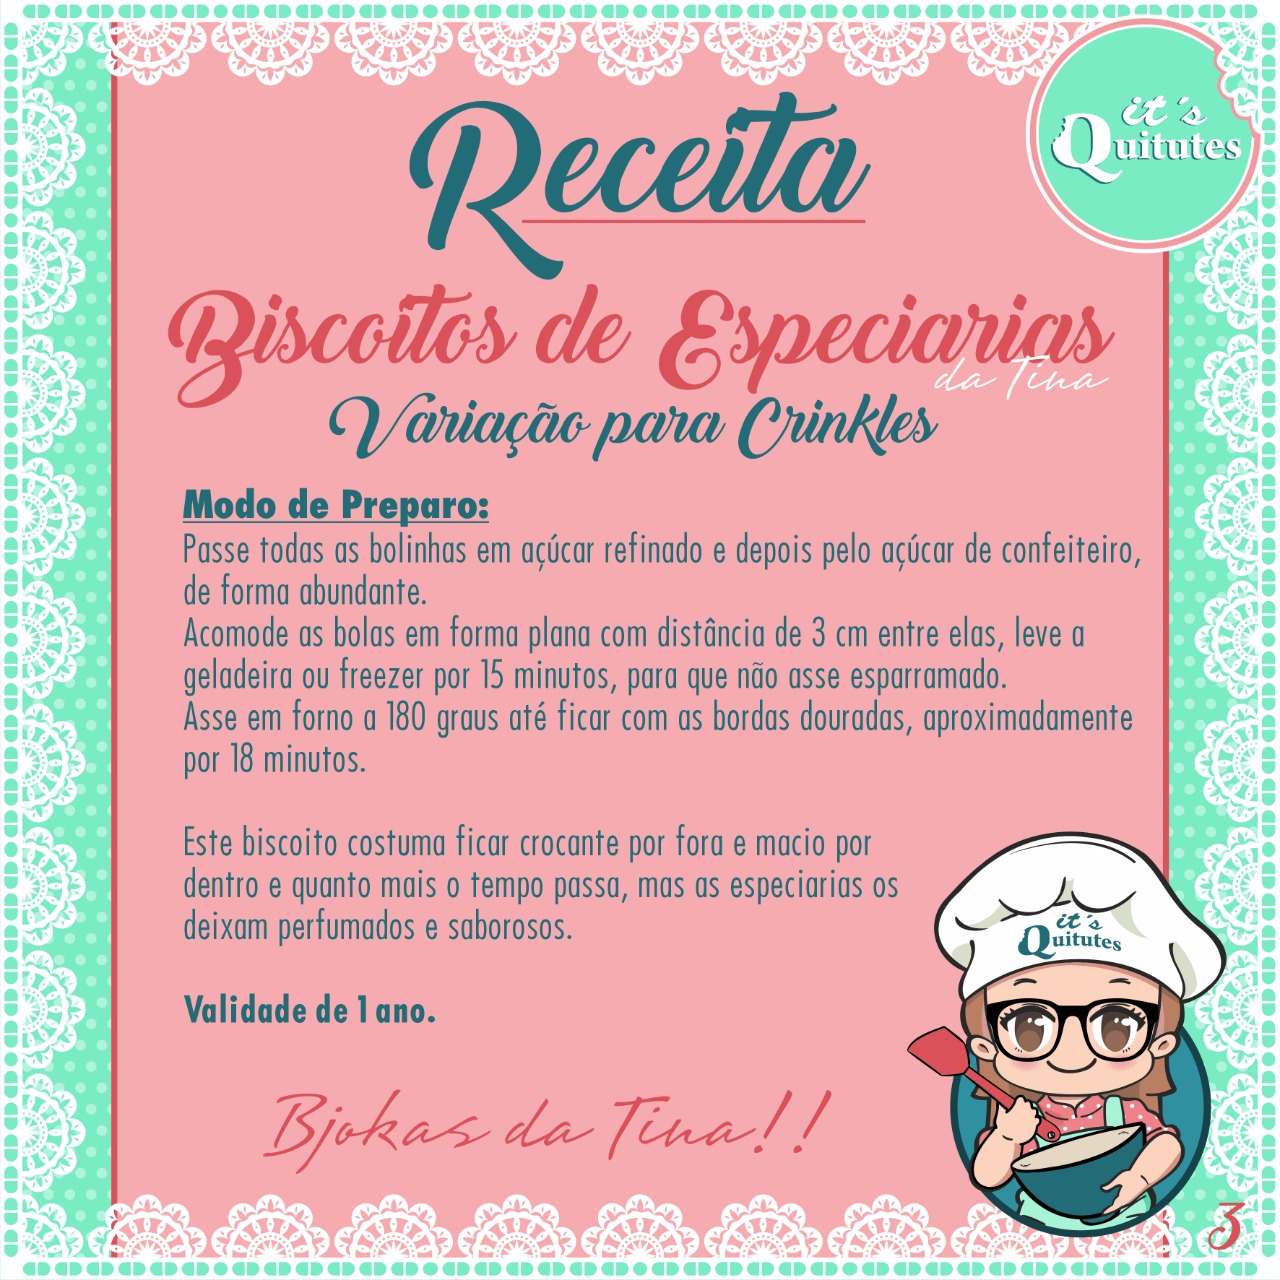 it's
Quitutes
Receita
Biscoitos de Especiarias
da Tina
Variação para Crinkles
Modo de Preparo:
Passe todas as bolinhas em açúcar refinado e depois pelo açúcar de confeiteiro,
de forma abundante.
Acomode as bolas em forma plana com distância de 3 cm entre elas, leve a
geladeira ou freezer por 15 minutos, para que não asse esparramado.
Asse em forno a 180 graus até ficar com as bordas douradas, aproximadamente
por 18 minutos.
Este biscoito costuma ficar crocante por fora e macio por
dentro e quanto mais o tempo passa, mas as especiarias os
deixam perfumados e saborosos.
it's
Quitutes
Validade de 1 ano.
Bjokas da Tina!!
3